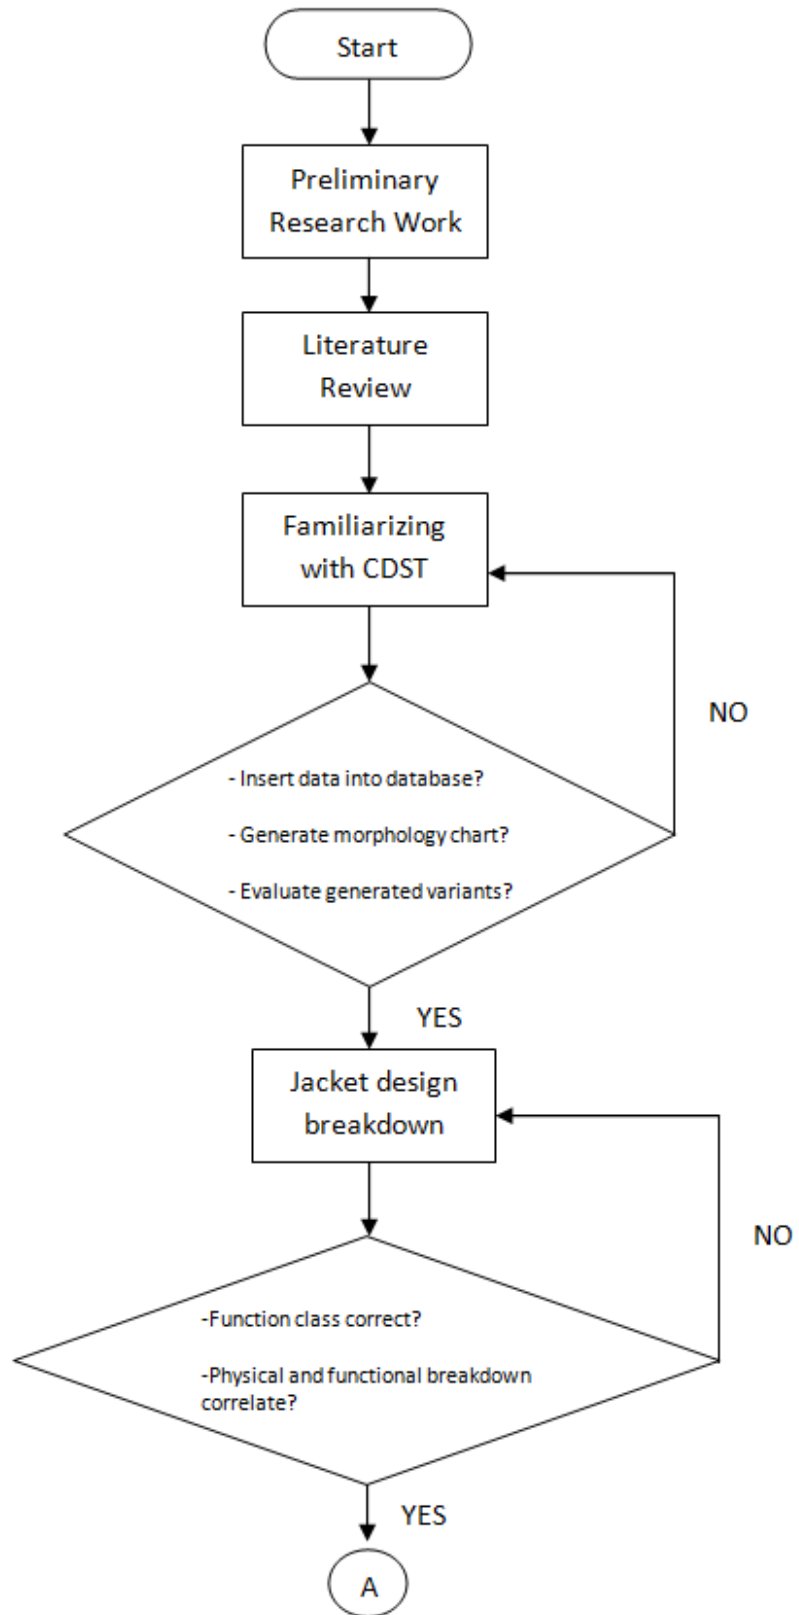 Start
Preliminary
Research Work
Literature
Review
Familiarizing
with CDST
NO
- Insert data into database?
- Generate morphology chart?
- Evaluate generated variants?
YES
Jacket design
breakdown
NO
-Function class correct?
-Physical and functional breakdown
correlate?
YES
A